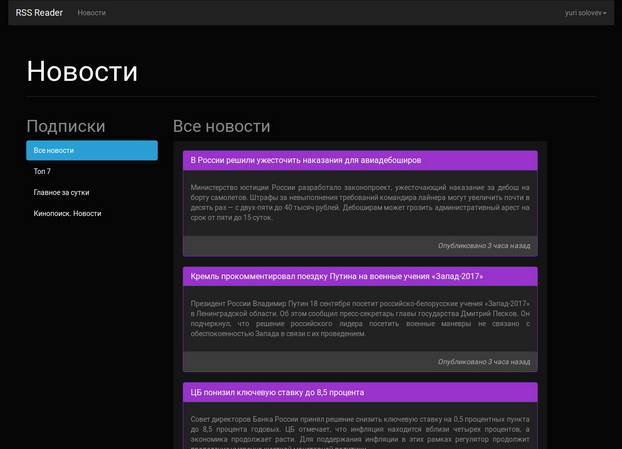 RSS Reader
Новости
yuri solovev
Новости
Подписки
Все новости
Топ 7
Главное за сутки
Кинопоиск. Новости
Все новости
В России решили ужесточить наказания для авиадебоширов
Министерство юстиции России разработало законопроект, ужесточающий наказание за дебош на
борту самолетов. Штрафы за невыполнения требований командира лайнера могут увеличить почти в
десять раз — с двух-пяти до 40 тысяч рублей. Дебоширам может грозить административный арест на
срок от пяти до 15 суток.
Опубликовано 3 часа назад
Кремль прокомментировал поездку Путина на военные учения «Запад-2017»
Президент России Владимир Путин 18 сентября посетит российско-белорусские учения «Запад-2017»
в Ленинградской области. Об этом сообщил пресс-секретарь главы государства Дмитрий Песков. Он
подчеркнул, что решение российского лидера посетить военные маневры не связано с
обеспокоенностью Запада в связи с их проведением.
Опубликовано 3 часа назад
ЦБ понизил ключевую ставку до 8,5 процента
Совет директоров Банка России принял решение снизить ключевую ставку на 0,5 процентных пункта
до 8,5 процента годовых. ЦБ отмечает, что инфляция находится вблизи четырех процентов, а
экономика продолжает расти. Для поддержания инфляции в этих рамках регулятор продолжит